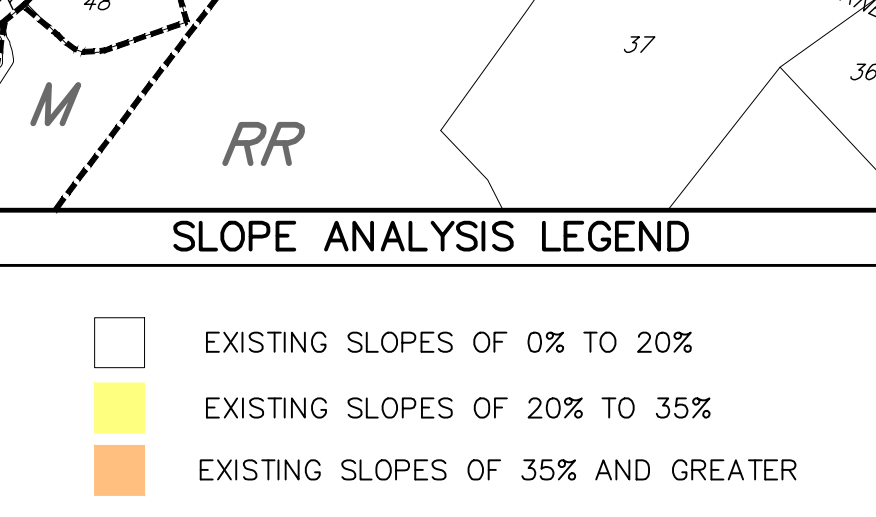 48
37
36
M
RR
SLOPE ANALYSIS LEGEND
EXISTING SLOPES OF 0% TO 20%
EXISTING SLOPES OF 20% TO 35%
EXISTING SLOPES OF 35% AND GREATER